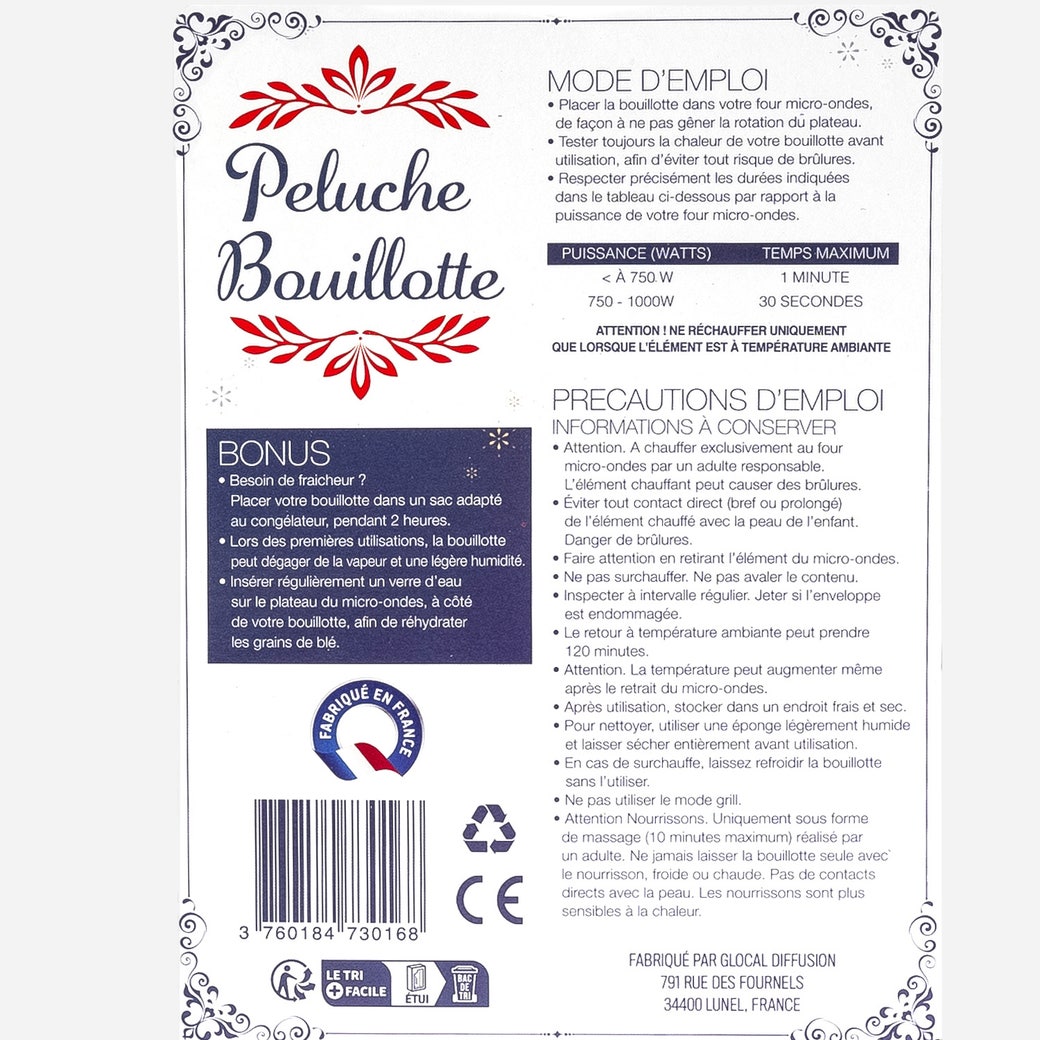 Peluche
Bouillotte
BONUS
• Besoin de fraicheur ?
Placer votre bouillotte dans un sac adapté
au congélateur, pendant 2 heures.
• Lors des premières utilisations, la bouillotte
peut dégager de la vapeur et une légère humidité.
• Insérer régulièrement un verre d'eau
sur le plateau du micro-ondes, à côté
de votre bouillotte, afin de réhydrater
les grains de blé.
FABRIQUÉ EN FRANCE
3 760184 730168
CE
LE TRI
+ FACILE
ÉTUI
BAC
DE
TRI
MODE D'EMPLOI
• Placer la bouillotte dans votre four micro-ondes,
de façon à ne pas gêner la rotation du plateau.
• Tester toujours la chaleur de votre bouillotte avant
utilisation, afin d'éviter tout risque de brûlures.
• Respecter précisément les durées indiquées
dans le tableau ci-dessous par rapport à la
puissance de votre four micro-ondes.
PUISSANCE (WATTS) TEMPS MAXIMUM
< À 750 W 1 MINUTE
750 - 1000W 30 SECONDES
ATTENTION ! NE RÉCHAUFFER UNIQUEMENT
QUE LORSQUE L'ÉLÉMENT EST À TEMPÉRATURE AMBIANTE
PRECAUTIONS D'EMPLOI
INFORMATIONS À CONSERVER
• Attention. A chauffer exclusivement au four
micro-ondes par un adulte responsable.
L'élément chauffant peut causer des brûlures.
• Éviter tout contact direct (bref ou prolongé)
de l'élément chauffé avec la peau de l'enfant.
Danger de brûlures.
• Faire attention en retirant l'élément du micro-ondes.
• Ne pas surchauffer. Ne pas avaler le contenu.
• Inspecter à intervalle régulier. Jeter si l'enveloppe
est endommagée.
• Le retour à température ambiante peut prendre
120 minutes.
• Attention. La température peut augmenter même
après le retrait du micro-ondes.
• Après utilisation, stocker dans un endroit frais et sec.
• Pour nettoyer, utiliser une éponge légèrement humide
et laisser sécher entièrement avant utilisation.
• En cas de surchauffe, laissez refroidir la bouillotte
sans l'utiliser.
• Ne pas utiliser le mode grill.
• Attention Nourrissons. Uniquement sous forme
de massage (10 minutes maximum) réalisé par
un adulte. Ne jamais laisser la bouillotte seule avec
le nourrisson, froide ou chaude. Pas de contacts
directs avec la peau. Les nourrissons sont plus
sensibles à la chaleur.
FABRIQUÉ PAR GLOCAL DIFFUSION
791 RUE DES FOURNELS
34400 LUNEL, FRANCE